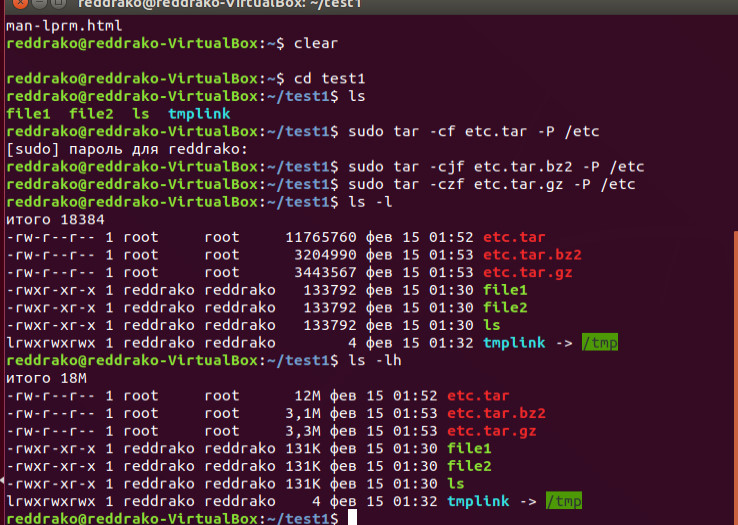 reddrako@reddrako-VirtualBox: ~/test1
man-lprm.html
reddrako@reddrako-VirtualBox:~$ clear
reddrako@reddrako-VirtualBox:~$ cd test1
reddrako@reddrako-VirtualBox:~/test1$ ls
file1  file2  ls  tmplink
reddrako@reddrako-VirtualBox:~/test1$ sudo tar -cf etc.tar -P /etc
[sudo] пароль для reddrako:
reddrako@reddrako-VirtualBox:~/test1$ sudo tar -cjf etc.tar.bz2 -P /etc
reddrako@reddrako-VirtualBox:~/test1$ sudo tar -czf etc.tar.gz -P /etc
reddrako@reddrako-VirtualBox:~/test1$ ls -l
итого 18384
-rw-r--r-- 1 root     root     11765760 фев 15 01:52 etc.tar
-rw-r--r-- 1 root     root      3204990 фев 15 01:53 etc.tar.bz2
-rw-r--r-- 1 root     root      3443567 фев 15 01:53 etc.tar.gz
-rwxr-xr-x 1 reddrako reddrako   133792 фев 15 01:30 file1
-rwxr-xr-x 1 reddrako reddrako   133792 фев 15 01:30 file2
-rwxr-xr-x 1 reddrako reddrako   133792 фев 15 01:30 ls
lrwxrwxrwx 1 reddrako reddrako        4 фев 15 01:32 tmplink -> /tmp
reddrako@reddrako-VirtualBox:~/test1$ ls -lh
итого 18M
-rw-r--r-- 1 root     root      12M фев 15 01:52 etc.tar
-rw-r--r-- 1 root     root     3,1M фев 15 01:53 etc.tar.bz2
-rw-r--r-- 1 root     root     3,3M фев 15 01:53 etc.tar.gz
-rwxr-xr-x 1 reddrako reddrako 131K фев 15 01:30 file1
-rwxr-xr-x 1 reddrako reddrako 131K фев 15 01:30 file2
-rwxr-xr-x 1 reddrako reddrako 131K фев 15 01:30 ls
lrwxrwxrwx 1 reddrako reddrako    4 фев 15 01:32 tmplink -> /tmp
reddrako@reddrako-VirtualBox:~/test1$